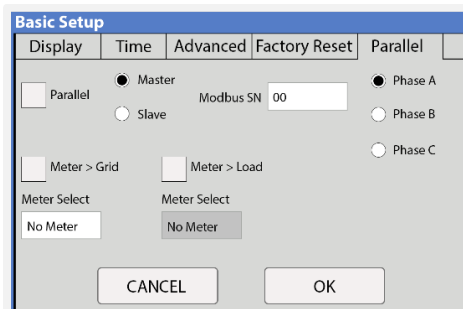 Basic Setup
Display Time Advanced Factory Reset Parallel
Parallel
Master
Slave
Modbus SN 00
Phase A
Phase B
Phase C
Meter > Grid
Meter > Load
Meter Select
Meter Select
No Meter
No Meter
CANCEL
OK